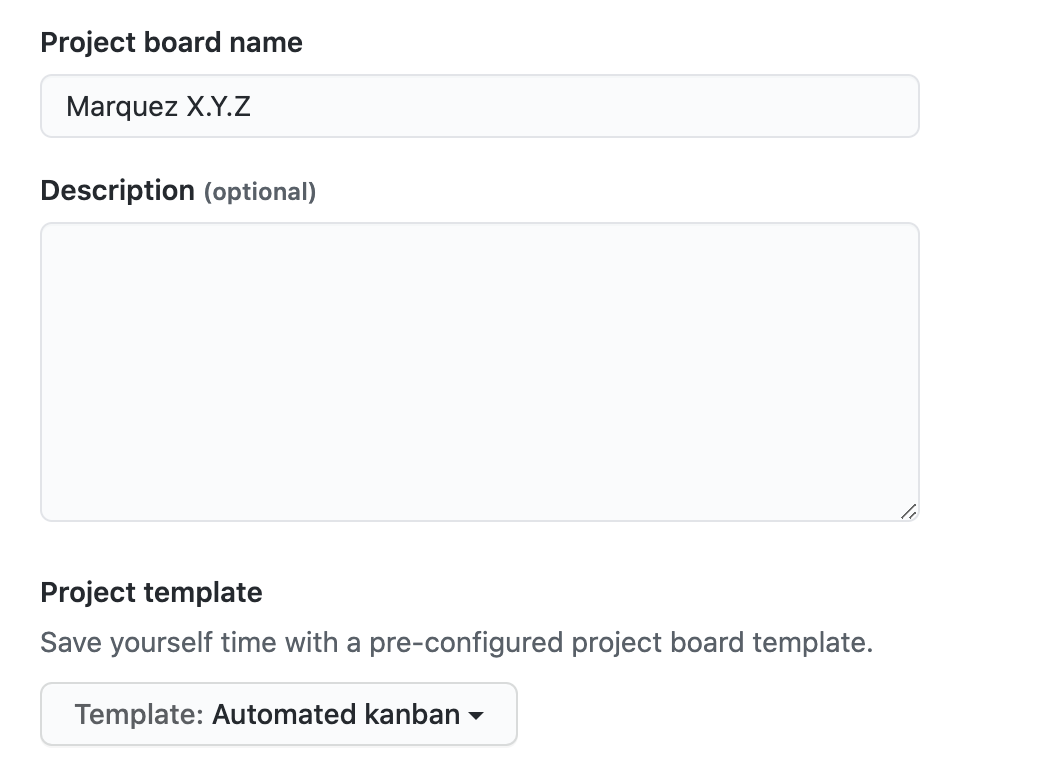 Project board name
Marquez X.Y.Z
Description (optional)
Project template
Save yourself time with a pre-configured project board template.
Template: Automated kanban